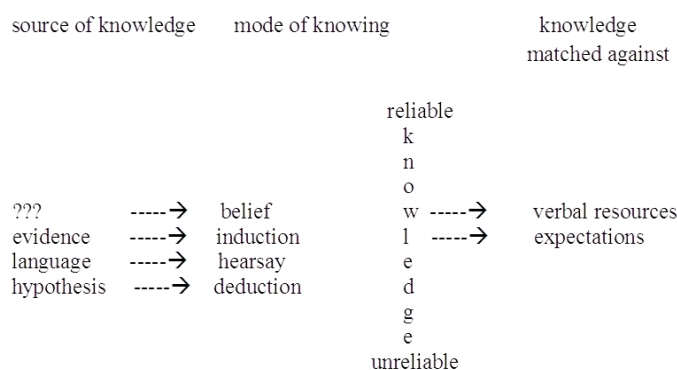 source of knowledge mode of knowing knowledge
matched against
reliable
k
n
o
??? -----→ belief w -----→ verbal resources
evidence -----→ induction l -----→ expectations
language -----→ hearsay e
hypothesis -----→ deduction d
g
e
unreliable